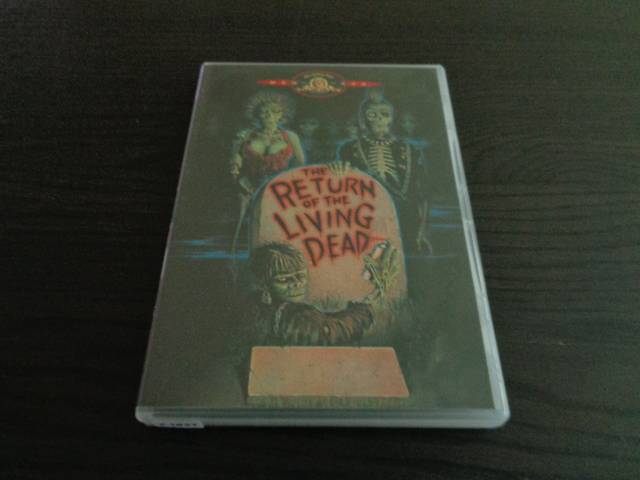 THE
RETURN
OF THE
LIVING
DEAD